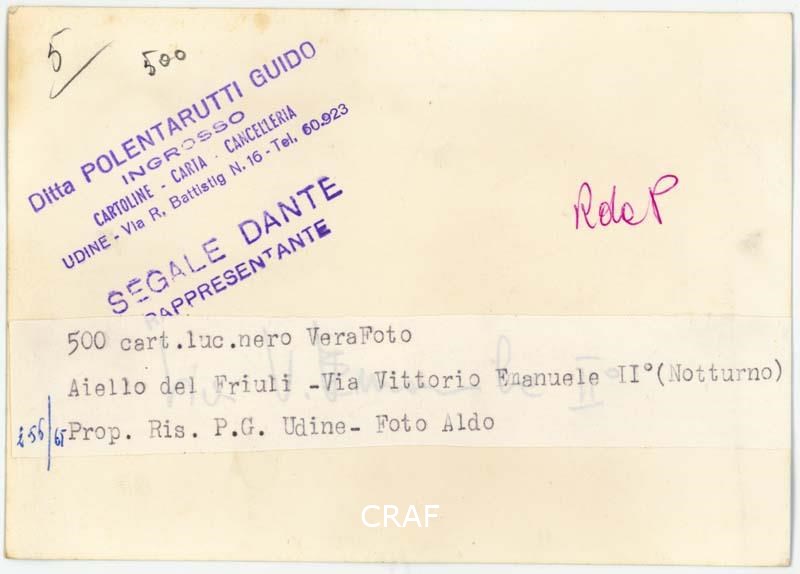 5
500
Ditta POLENTARUTTI GUIDO
INGROSSO
CARTOLINE - CARTA - CANCELLERIA
UDINE - Via R. Battistig N. 16 - Tel. 60.923
SEGALE DANTE
RAPPRESENTANTE
R da P
500 cart.luc.nero VeraFoto
Aiello del Friuli -Via Vittorio Emanuele II°(Notturno)
Prop. Ris. P.G. Udine- Foto Aldo
CRAF